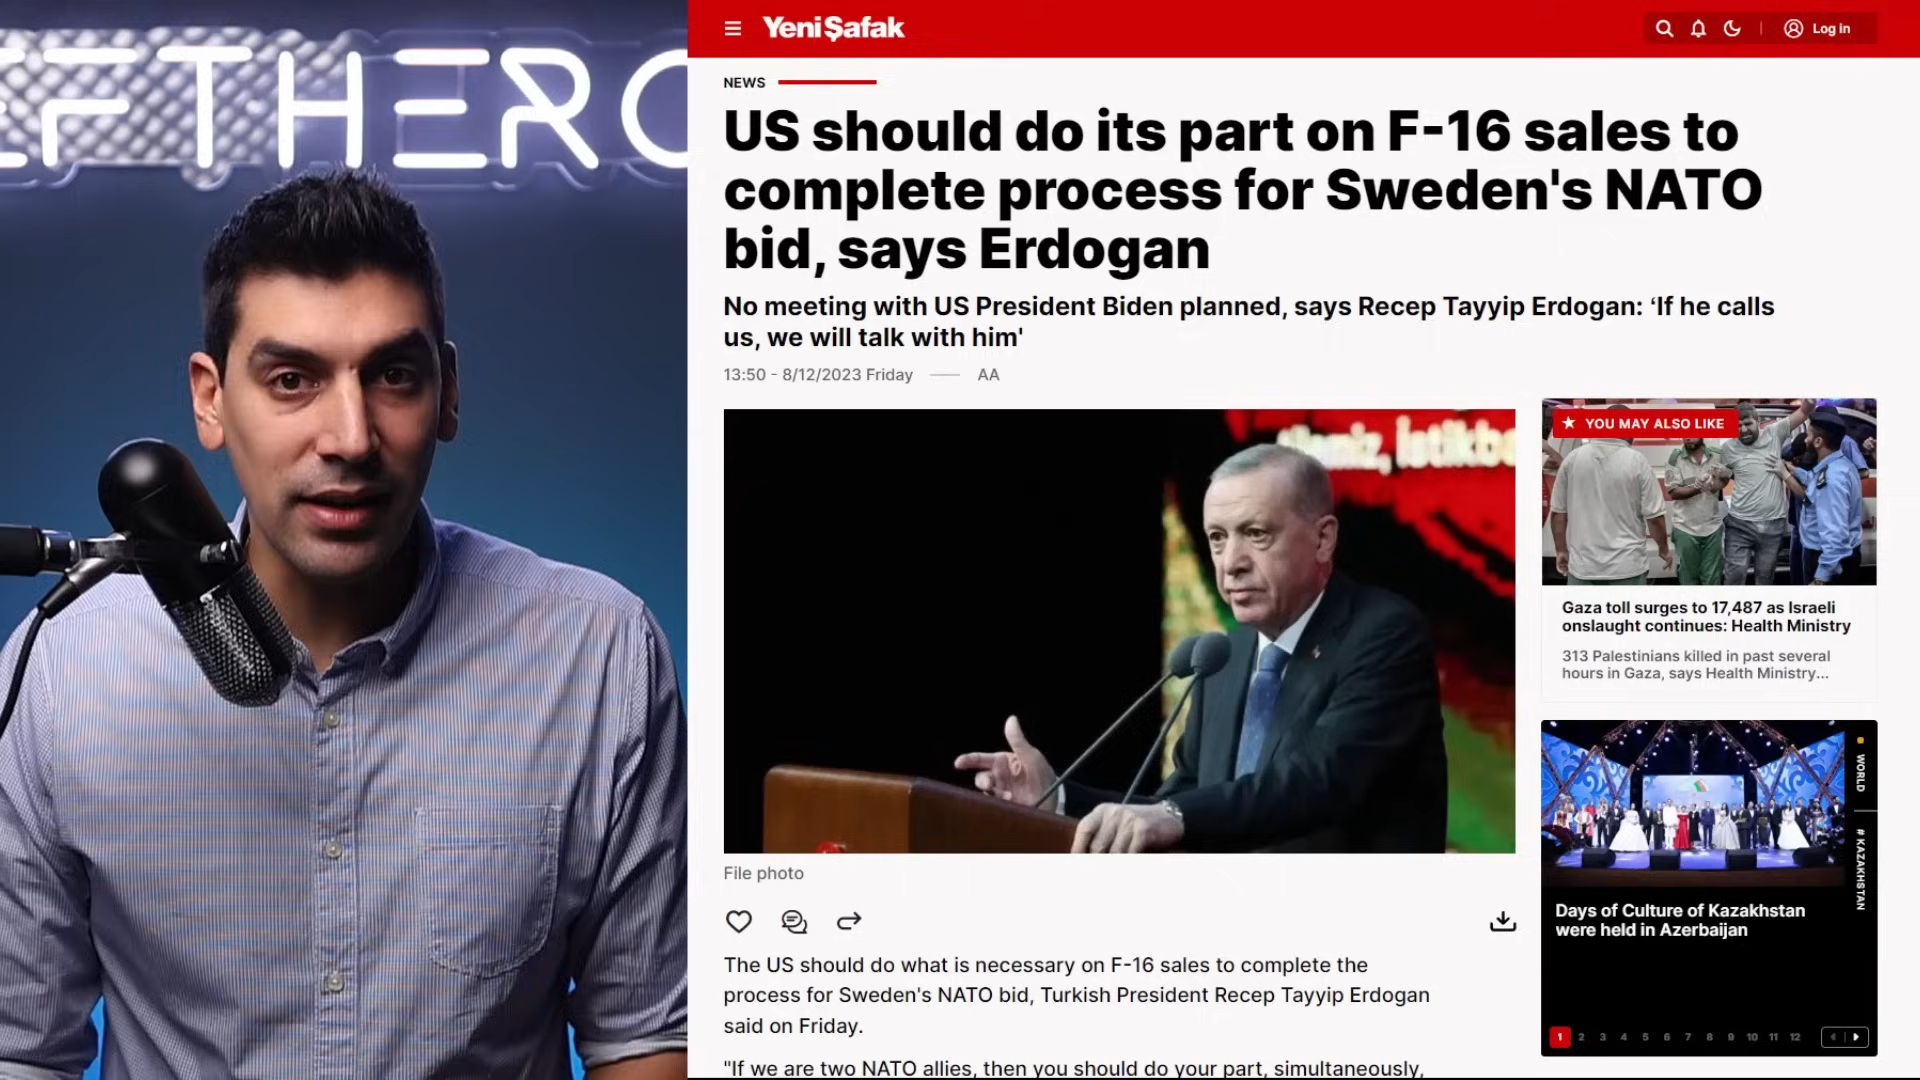 EFTHERO
Yeni Şafak
Log in
NEWS
US should do its part on F-16 sales to
complete process for Sweden's NATO
bid, says Erdogan
No meeting with US President Biden planned, says Recep Tayyip Erdogan: ‘If he calls
us, we will talk with him'
13:50 - 8/12/2023 Friday
AA
File photo
The US should do what is necessary on F-16 sales to complete the
process for Sweden's NATO bid, Turkish President Recep Tayyip Erdogan
said on Friday.
"If we are two NATO allies, then you should do your part, simultaneously,
YOU MAY ALSO LIKE
Gaza toll surges to 17,487 as Israeli
onslaught continues: Health Ministry
313 Palestinians killed in past several
hours in Gaza, says Health Ministry...
WORLD
# KAZAKHSTAN
Days of Culture of Kazakhstan
were held in Azerbaijan
1 2 3 4 5 6 7 8 9 10 11 12